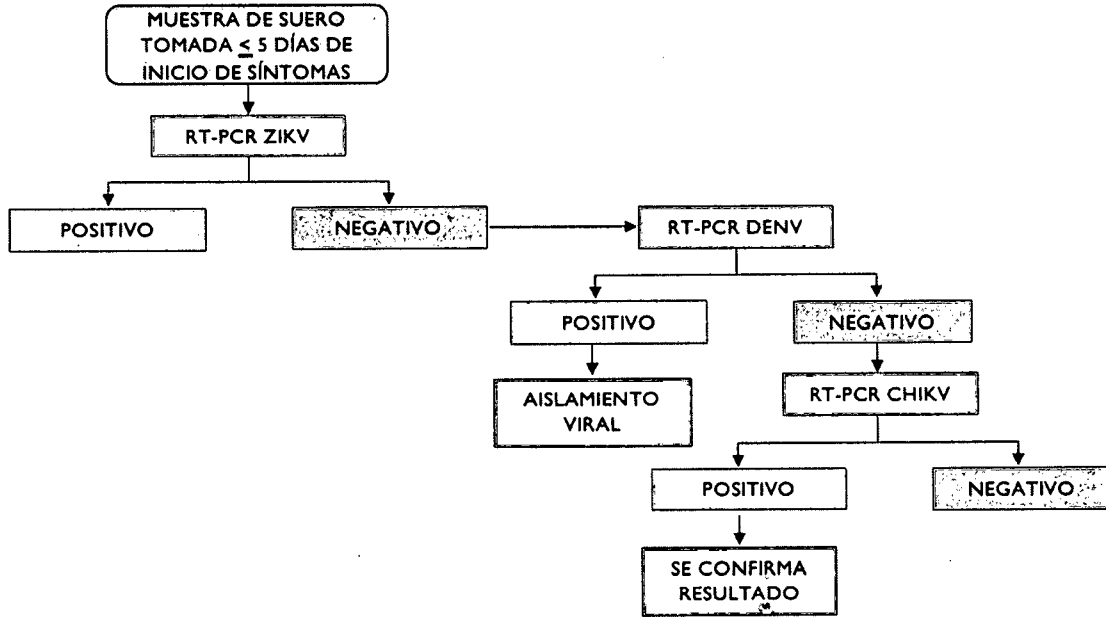 MUESTRA DE SUERO
TOMADA ≤ 5 DÍAS DE
INICIO DE SÍNTOMAS
RT-PCR ZIKV
POSITIVO
NEGATIVO
RT-PCR DENV
POSITIVO
NEGATIVO
AISLAMIENTO
VIRAL
RT-PCR CHIKV
POSITIVO
NEGATIVO
SE CONFIRMA
RESULTADO